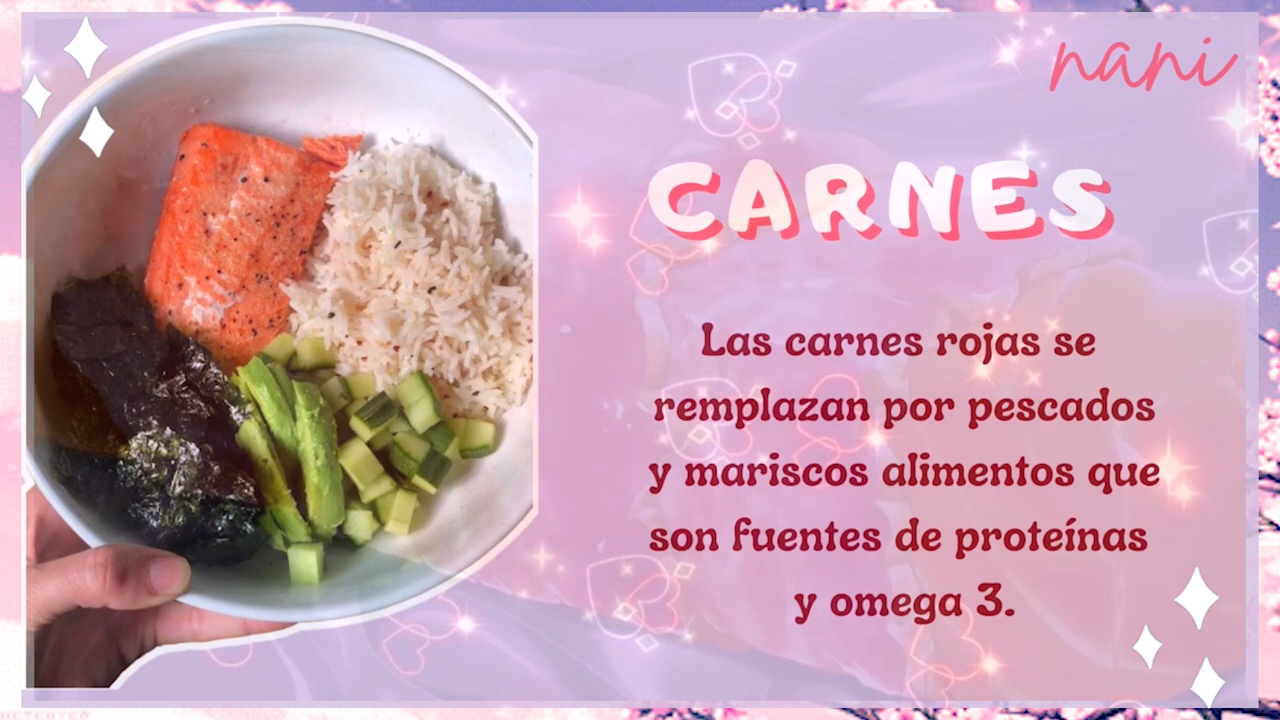 nani
CARNES
Las carnes rojas se
remplazan por pescados
y mariscos alimentos que
son fuentes de proteínas
y omega 3.